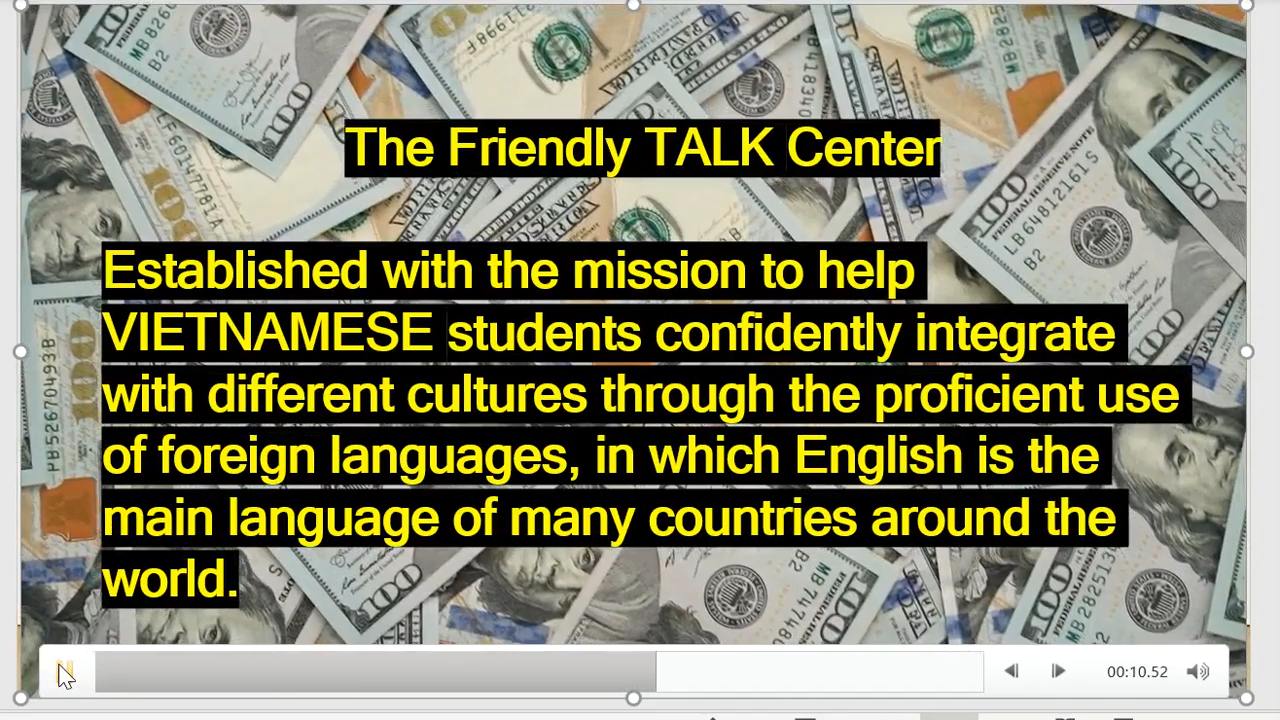 The Friendly TALK Center
Established with the mission to help
VIETNAMESE students confidently integrate
with different cultures through the proficient use
of foreign languages, in which English is the
main language of many countries around the
world.
00:10.52